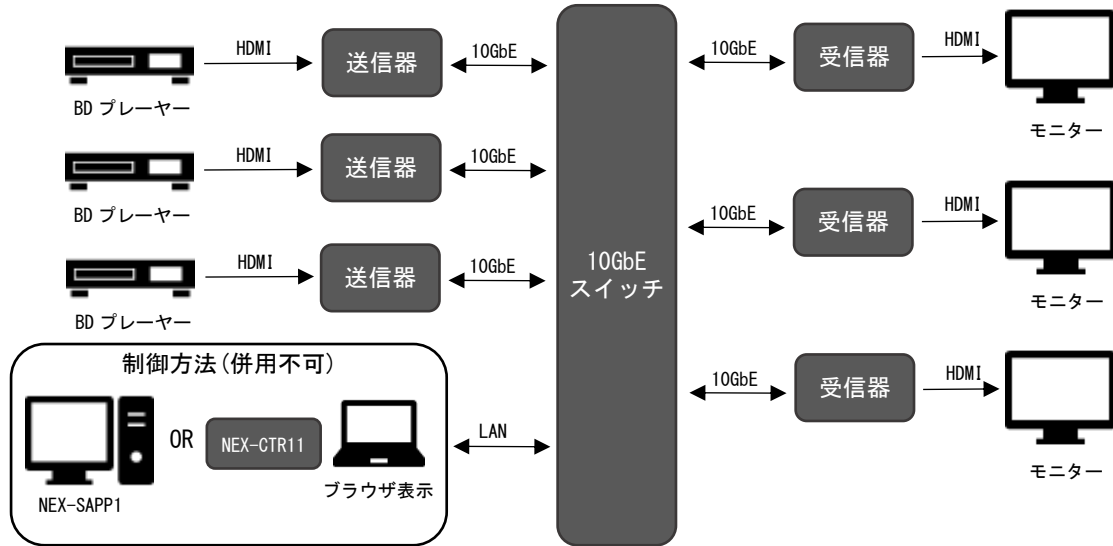 HDMI
送信器
10GbE
BD プレーヤー
HDMI
送信器
10GbE
BD プレーヤー
HDMI
送信器
10GbE
BD プレーヤー
10GbE
スイッチ
10GbE
受信器
HDMI
モニター
10GbE
受信器
HDMI
モニター
10GbE
受信器
HDMI
モニター
制御方法(併用不可)
OR
NEX-CTR11
NEX-SAPP1
ブラウザ表示
LAN